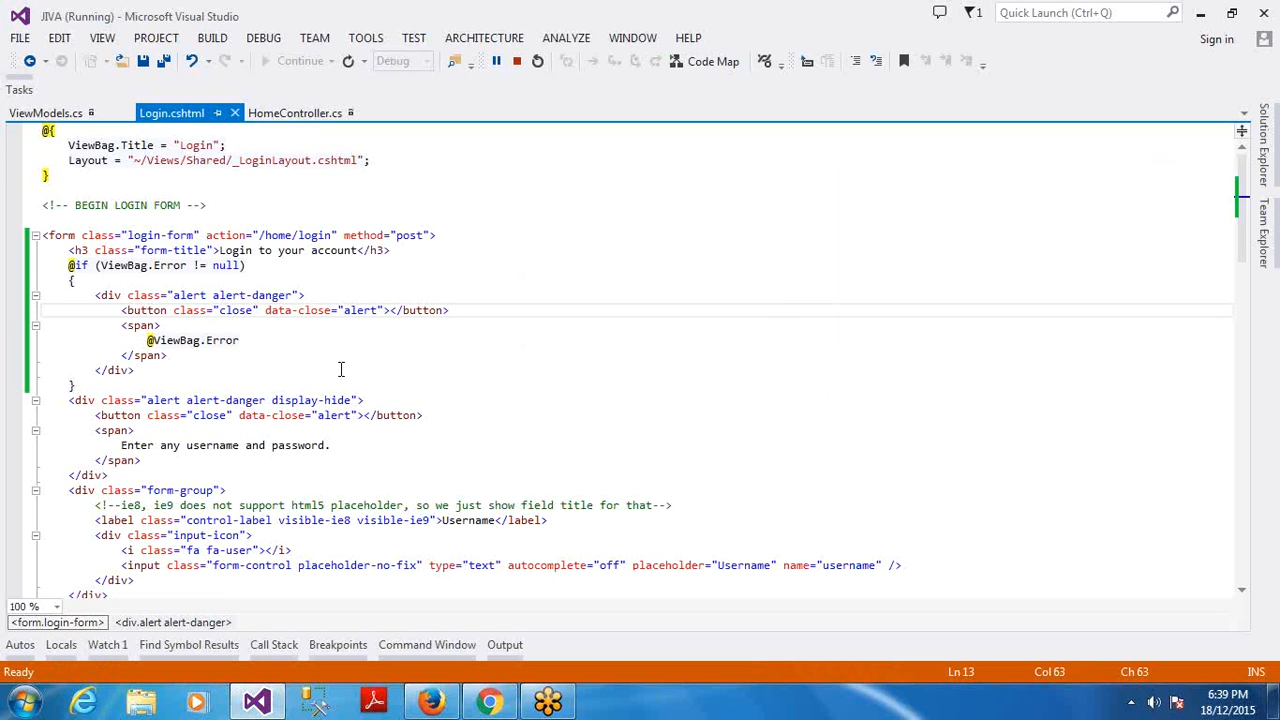 JIVA (Running) - Microsoft Visual Studio
1
Quick Launch (Ctrl+Q)
FILE EDIT VIEW PROJECT BUILD DEBUG TEAM TOOLS TEST ARCHITECTURE ANALYZE WINDOW HELP
Sign in
Continue
Debug
Code Map
Tasks
ViewModels.cs
Login.cshtml
HomeController.cs
@{
ViewBag.Title = "Login";
Layout = "~/Views/Shared/_LoginLayout.cshtml";
}
<!-- BEGIN LOGIN FORM -->
<form class="login-form" action="/home/login" method="post">
<h3 class="form-title">Login to your account</h3>
@if (ViewBag.Error != null)
{
<div class="alert alert-danger">
<button class="close" data-close="alert"></button>
<span>
@ViewBag.Error
</span>
</div>
}
<div class="alert alert-danger display-hide">
<button class="close" data-close="alert"></button>
<span>
Enter any username and password.
</span>
</div>
<div class="form-group">
<!--ie8, ie9 does not support html5 placeholder, so we just show field title for that-->
<label class="control-label visible-ie8 visible-ie9">Username</label>
<div class="input-icon">
<i class="fa fa-user"></i>
<input class="form-control placeholder-no-fix" type="text" autocomplete="off" placeholder="Username" name="username" />
</div>
</div>
Solution Explorer
Team Explorer
100 %
<form.login-form> <div.alert alert-danger>
Autos Locals Watch 1 Find Symbol Results Call Stack Breakpoints Command Window Output
Ready
Ln 13
Col 63
Ch 63
INS
6:39 PM
18/12/2015